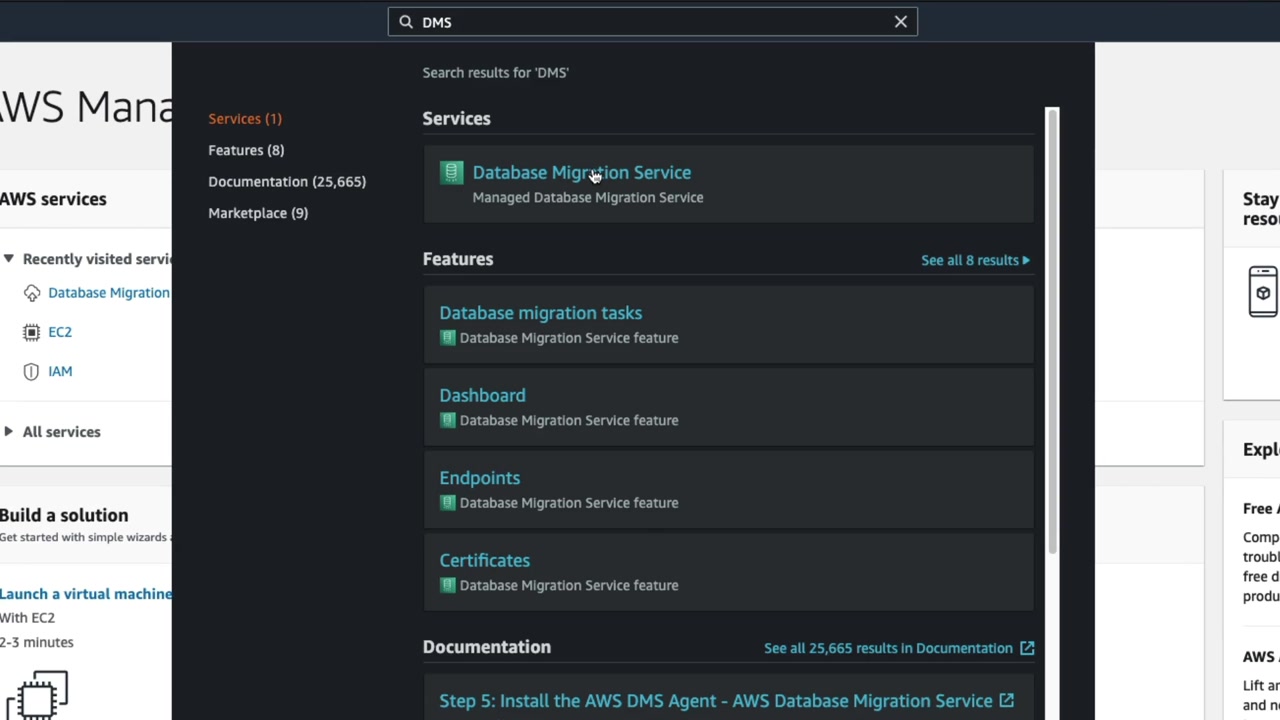 DMS
AWS Mana
Search results for 'DMS'
Services (1)
Features (8)
Documentation (25,665)
Marketplace (9)
Services
Database Migration Service
Managed Database Migration Service
Features
See all 8 results
Database migration tasks
Database Migration Service feature
Dashboard
Database Migration Service feature
Endpoints
Database Migration Service feature
Certificates
Database Migration Service feature
Documentation
See all 25,665 results in Documentation
Step 5: Install the AWS DMS Agent - AWS Database Migration Service
AWS services
Recently visited servi
Database Migration
EC2
IAM
All services
Build a solution
Get started with simple wizards a
Launch a virtual machine
With EC2
2-3 minutes
Stay
reso
Expl
Free A
Comp
troubl
free d
produ
AWS
Lift an
and n